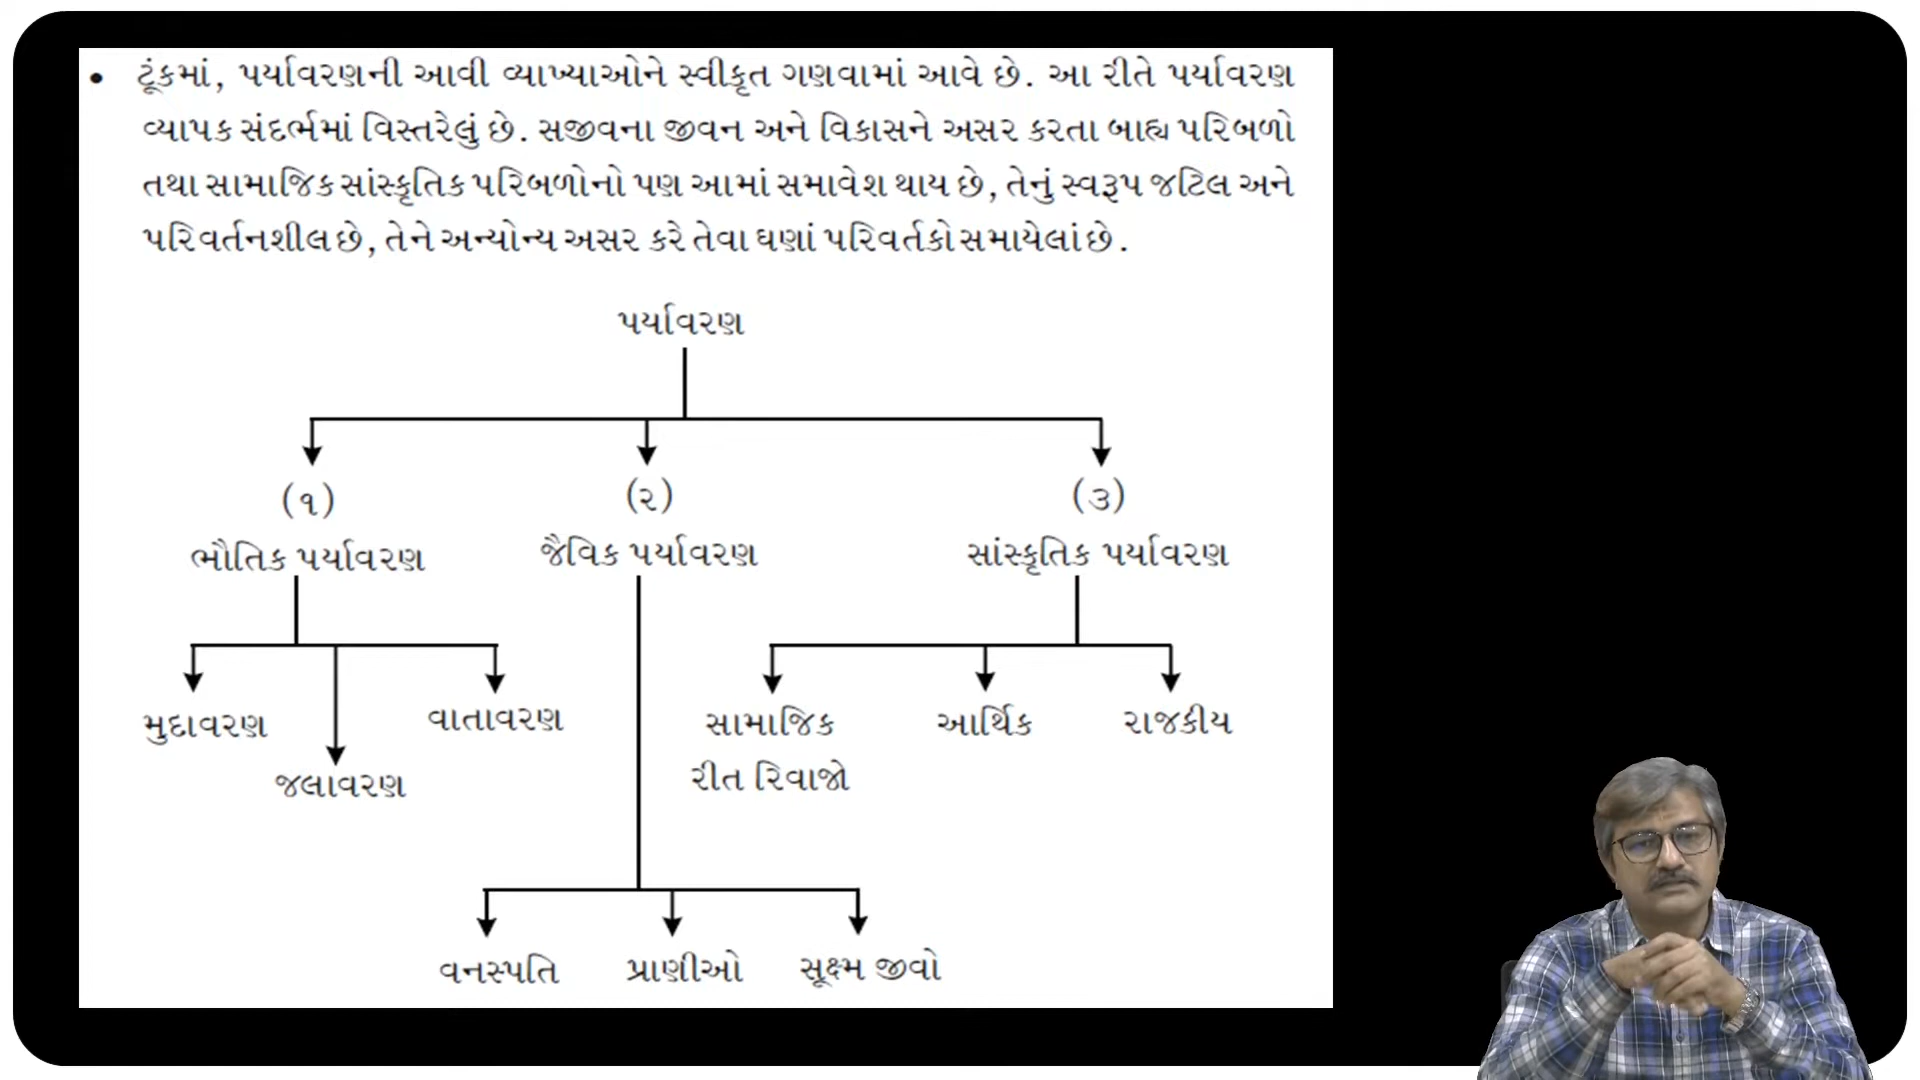 • ટૂંકમાં, પર્યાવરણની આવી વ્યાખ્યાઓને સ્વીકૃત ગણવામાં આવે છે. આ રીતે પર્યાવરણ
વ્યાપક સંદર્ભમાં વિસ્તરેલું છે. સજીવના જીવન અને વિકાસને અસર કરતા બાહ્ય પરિબળો
તથા સામાજિક સાંસ્કૃતિક પરિબળોનો પણ આમાં સમાવેશ થાય છે, તેનું સ્વરૂપ જટિલ અને
પરિવર્તનશીલ છે, તેને અન્યોન્ય અસર કરે તેવા ઘણાં પરિવર્તકો સમાયેલાં છે.
પર્યાવરણ
(૧) (૨) (૩)
ભૌતિક પર્યાવરણ જૈવિક પર્યાવરણ સાંસ્કૃતિક પર્યાવરણ
મુદાવરણ વાતાવરણ સામાજિક આર્થિક રાજકીય
જલાવરણ રીત રિવાજો
વનસ્પતિ પ્રાણીઓ સૂક્ષ્મ જીવો